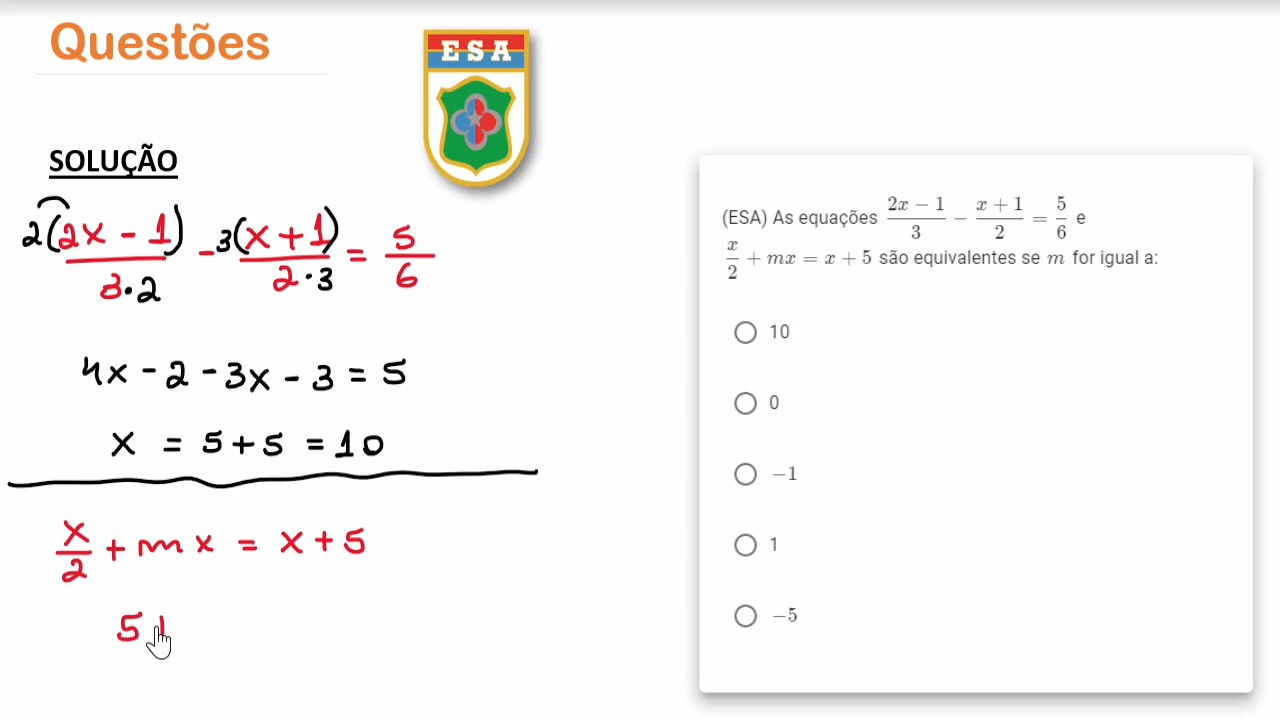 Questões
ESA
SOLUÇÃO
2(2x - 1)/3·2 - 3(x + 1)/2·3 = 5/6
4x - 2 - 3x - 3 = 5
x = 5 + 5 = 10
x/2 + mx = x + 5
5
(ESA) As equações (2x − 1)/3 − (x + 1)/2 = 5/6 e
x/2 + mx = x + 5 são equivalentes se m for igual a:
10
0
−1
1
−5